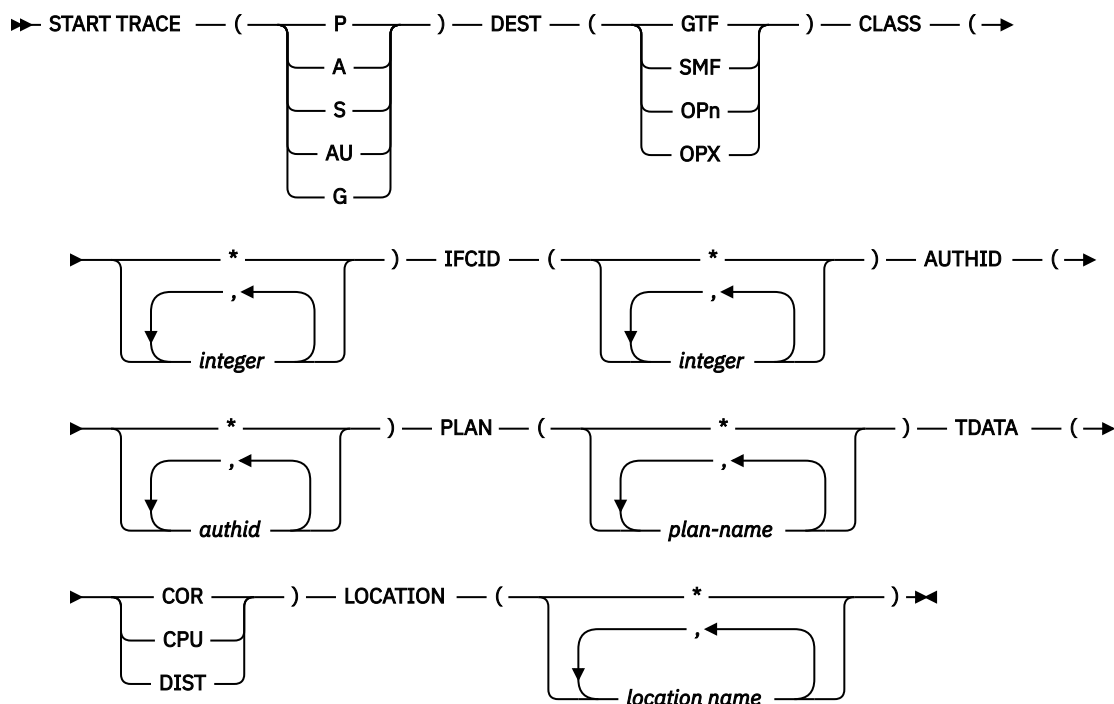 START TRACE ( P ) DEST ( GTF ) CLASS (
A SMF
S OPn
AU OPX
G
* ) IFCID ( * ) AUTHID (
, ,
integer integer
* ) PLAN ( * ) TDATA (
, ,
authid plan-name
COR ) LOCATION ( * )
CPU ,
DIST location name